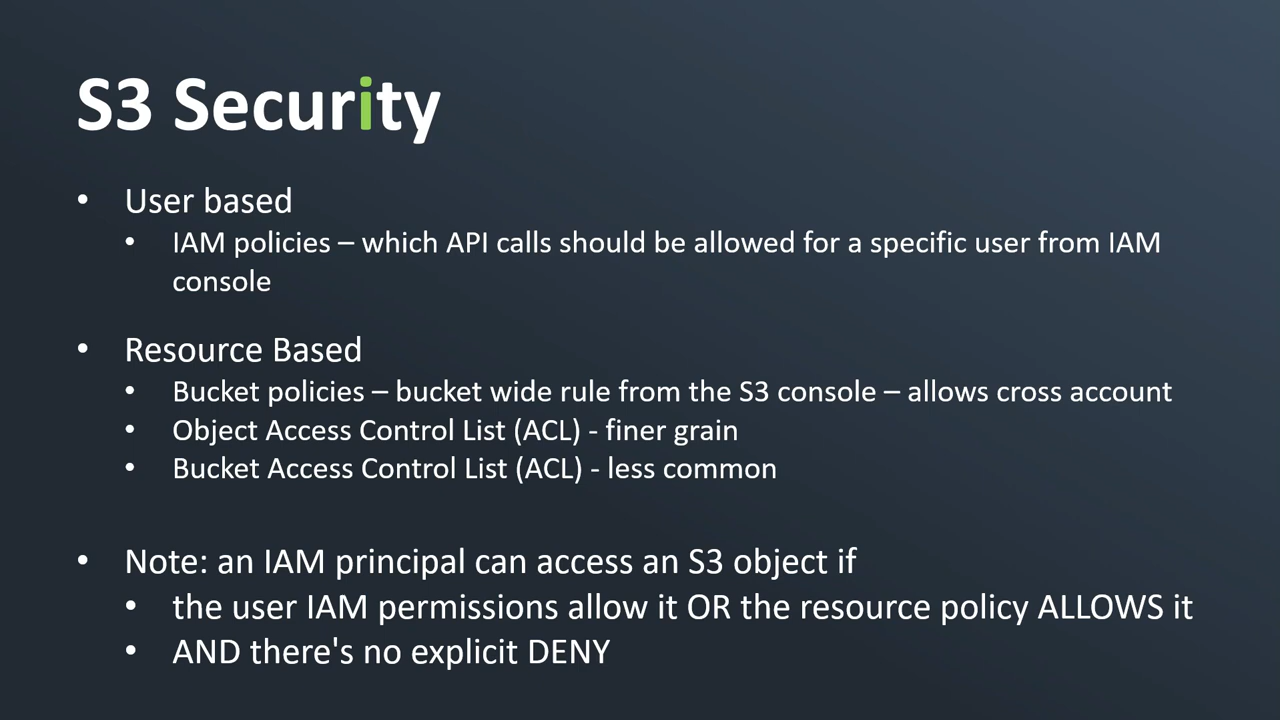 S3 Security
• User based
• IAM policies – which API calls should be allowed for a specific user from IAM
console
• Resource Based
• Bucket policies – bucket wide rule from the S3 console – allows cross account
• Object Access Control List (ACL) - finer grain
• Bucket Access Control List (ACL) - less common
• Note: an IAM principal can access an S3 object if
• the user IAM permissions allow it OR the resource policy ALLOWS it
• AND there's no explicit DENY